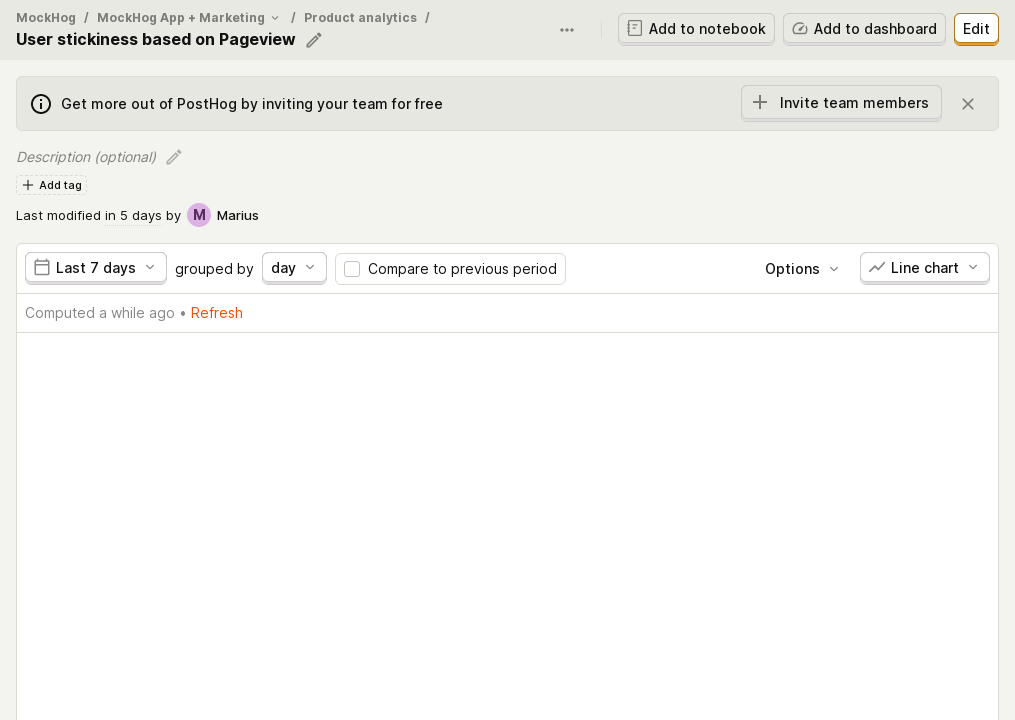 MockHog / MockHog App + Marketing / Product analytics /
User stickiness based on Pageview
Add to notebook
Add to dashboard
Edit
Get more out of PostHog by inviting your team for free
Invite team members
Description (optional)
Add tag
Last modified in 5 days by M Marius
Last 7 days grouped by day Compare to previous period Options Line chart
Computed a while ago • Refresh